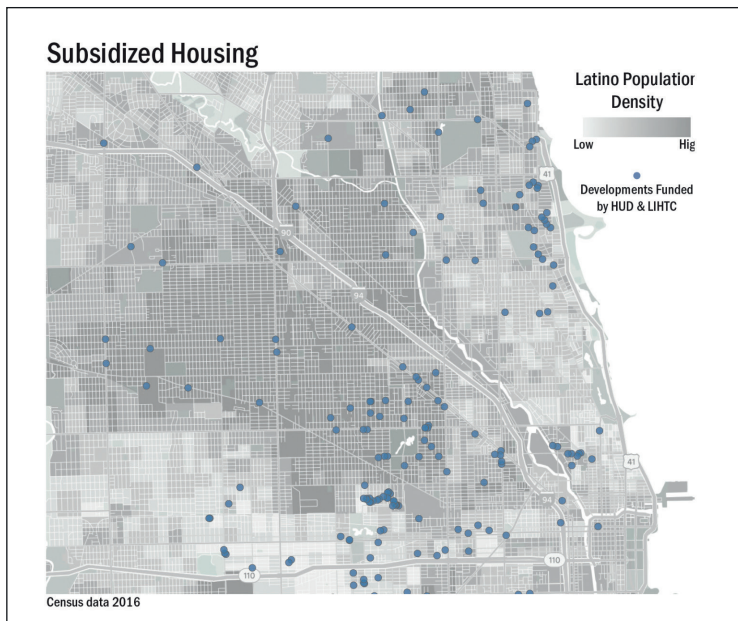 Subsidized Housing
Latino Population
Density
Low Hig
41
Developments Funded
by HUD & LIHTC
90
94
41
94
110
110
Census data 2016